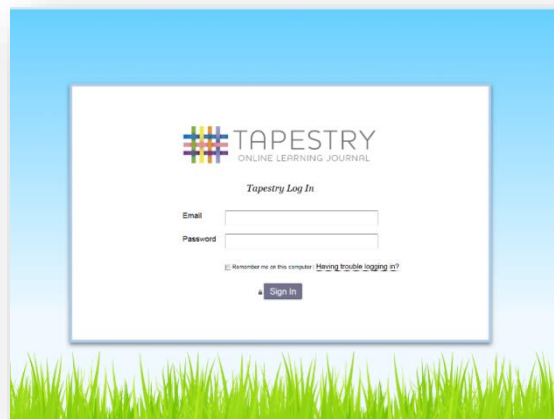 TAPESTRY
ONLINE LEARNING JOURNAL
Tapestry Log In
Email
Password
Remember me on this computer : Having trouble logging in?
Sign In